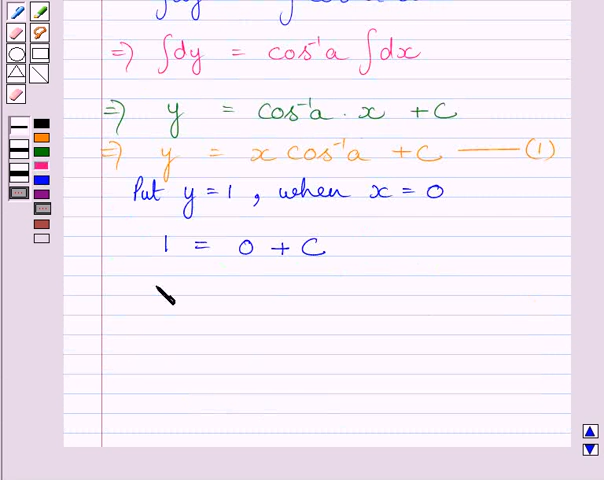 ⇒ ∫dy = cos⁻¹a ∫dx
⇒ y = cos⁻¹a · x + C
⇒ y = x cos⁻¹a + C —— (1)
Put y = 1 , when x = 0
1 = 0 + C